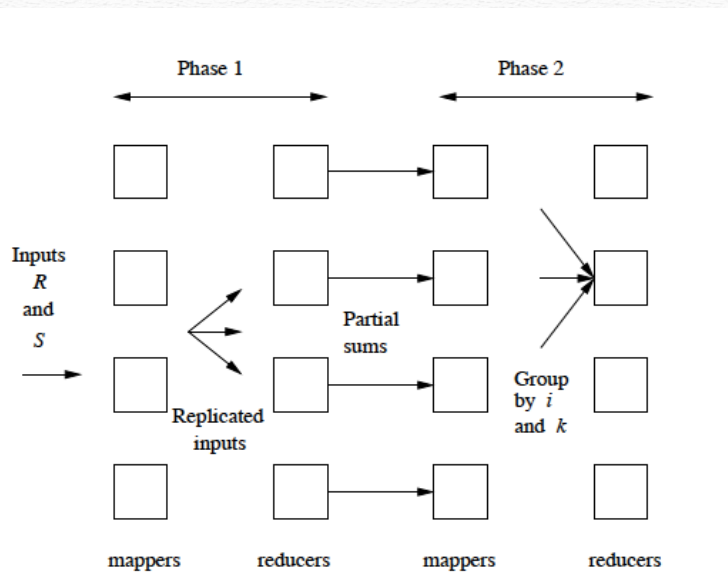 Phase 1
Phase 2
Inputs
R
and
S
Replicated
inputs
Partial
sums
Group
by i
and k
mappers
reducers
mappers
reducers